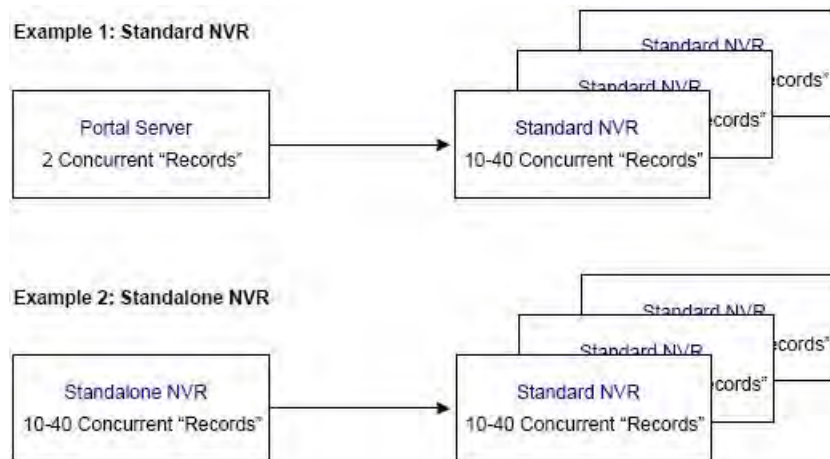 Example 1: Standard NVR
Portal Server
2 Concurrent “Records”
Standard NVR
10-40 Concurrent “Records”
Standard NVR
ecords”
Standard NVR
ecords”
Example 2: Standalone NVR
Standalone NVR
10-40 Concurrent “Records”
Standard NVR
10-40 Concurrent “Records”
Standard NVR
ecords”
Standard NVR
ecords”